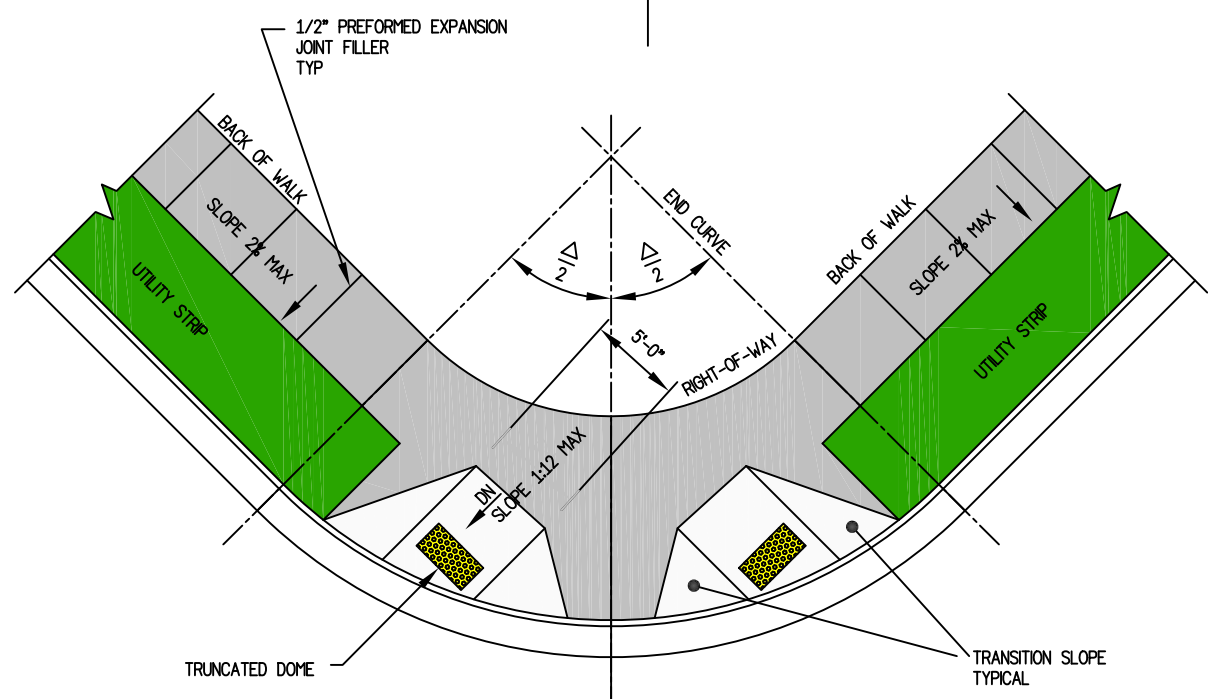 1/2" PREFORMED EXPANSION
JOINT FILLER
TYP
BACK OF WALK
SLOPE 2% MAX
UTILITY STRIP
END CURVE
Δ/2
Δ/2
5'-0"
RIGHT-OF-WAY
BACK OF WALK
SLOPE 2% MAX
UTILITY STRIP
DN
SLOPE 1:12 MAX
TRUNCATED DOME
TRANSITION SLOPE
TYPICAL